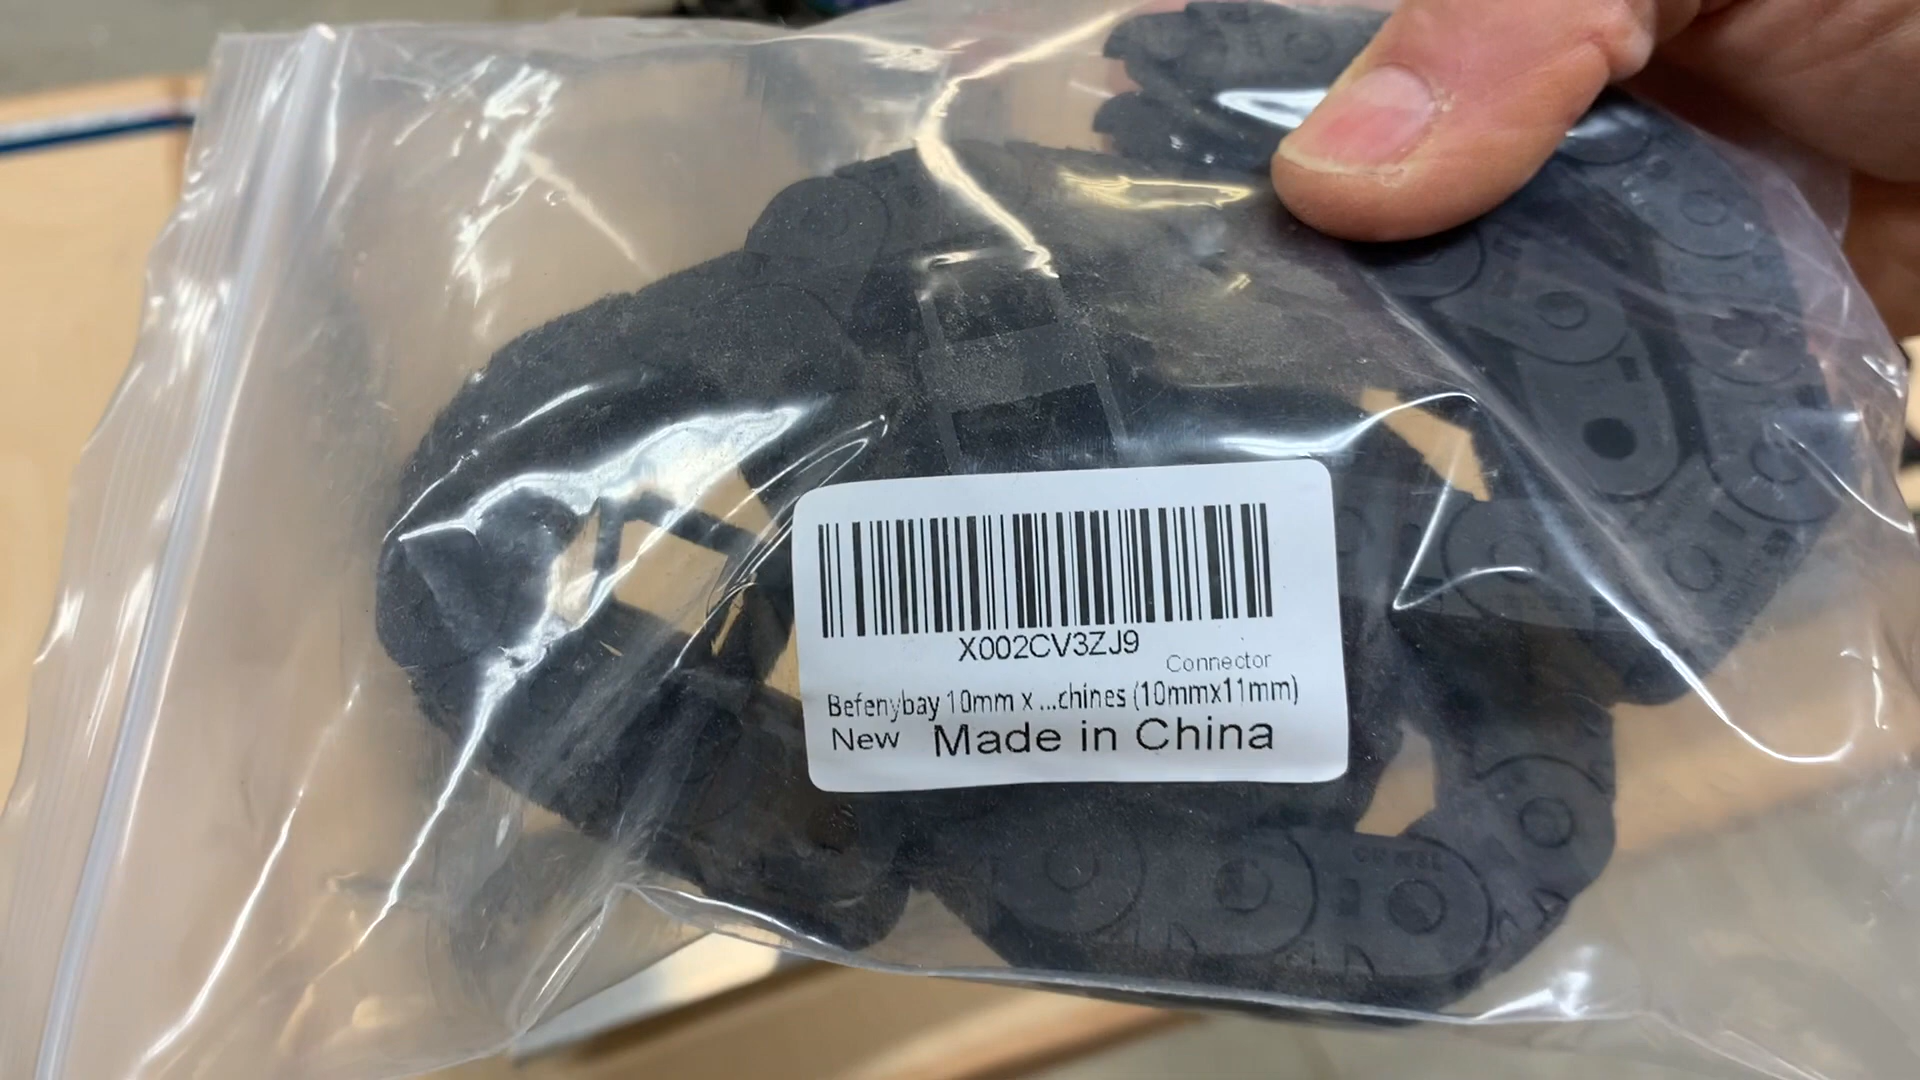 X002CV3ZJ9
Connector
Befenybay 10mm x ...chines (10mmx11mm)
New Made in China